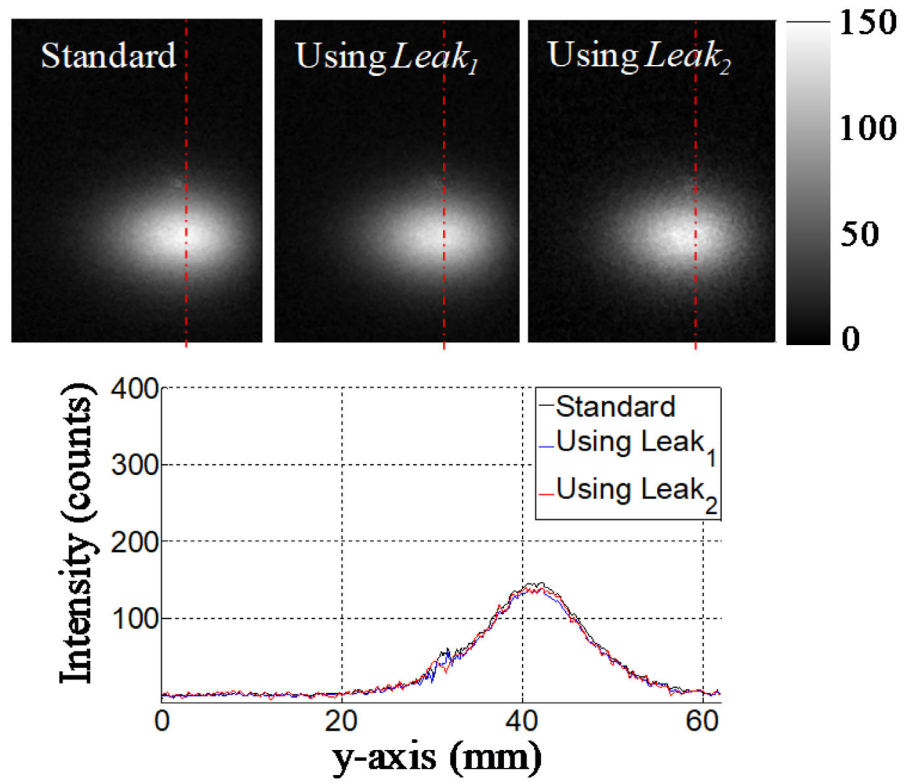 Standard
Using Leak1
Using Leak2
150
100
50
0
400
300
200
100
0
20
40
60
Intensity (counts)
y-axis (mm)
Standard
Using Leak1
Using Leak2